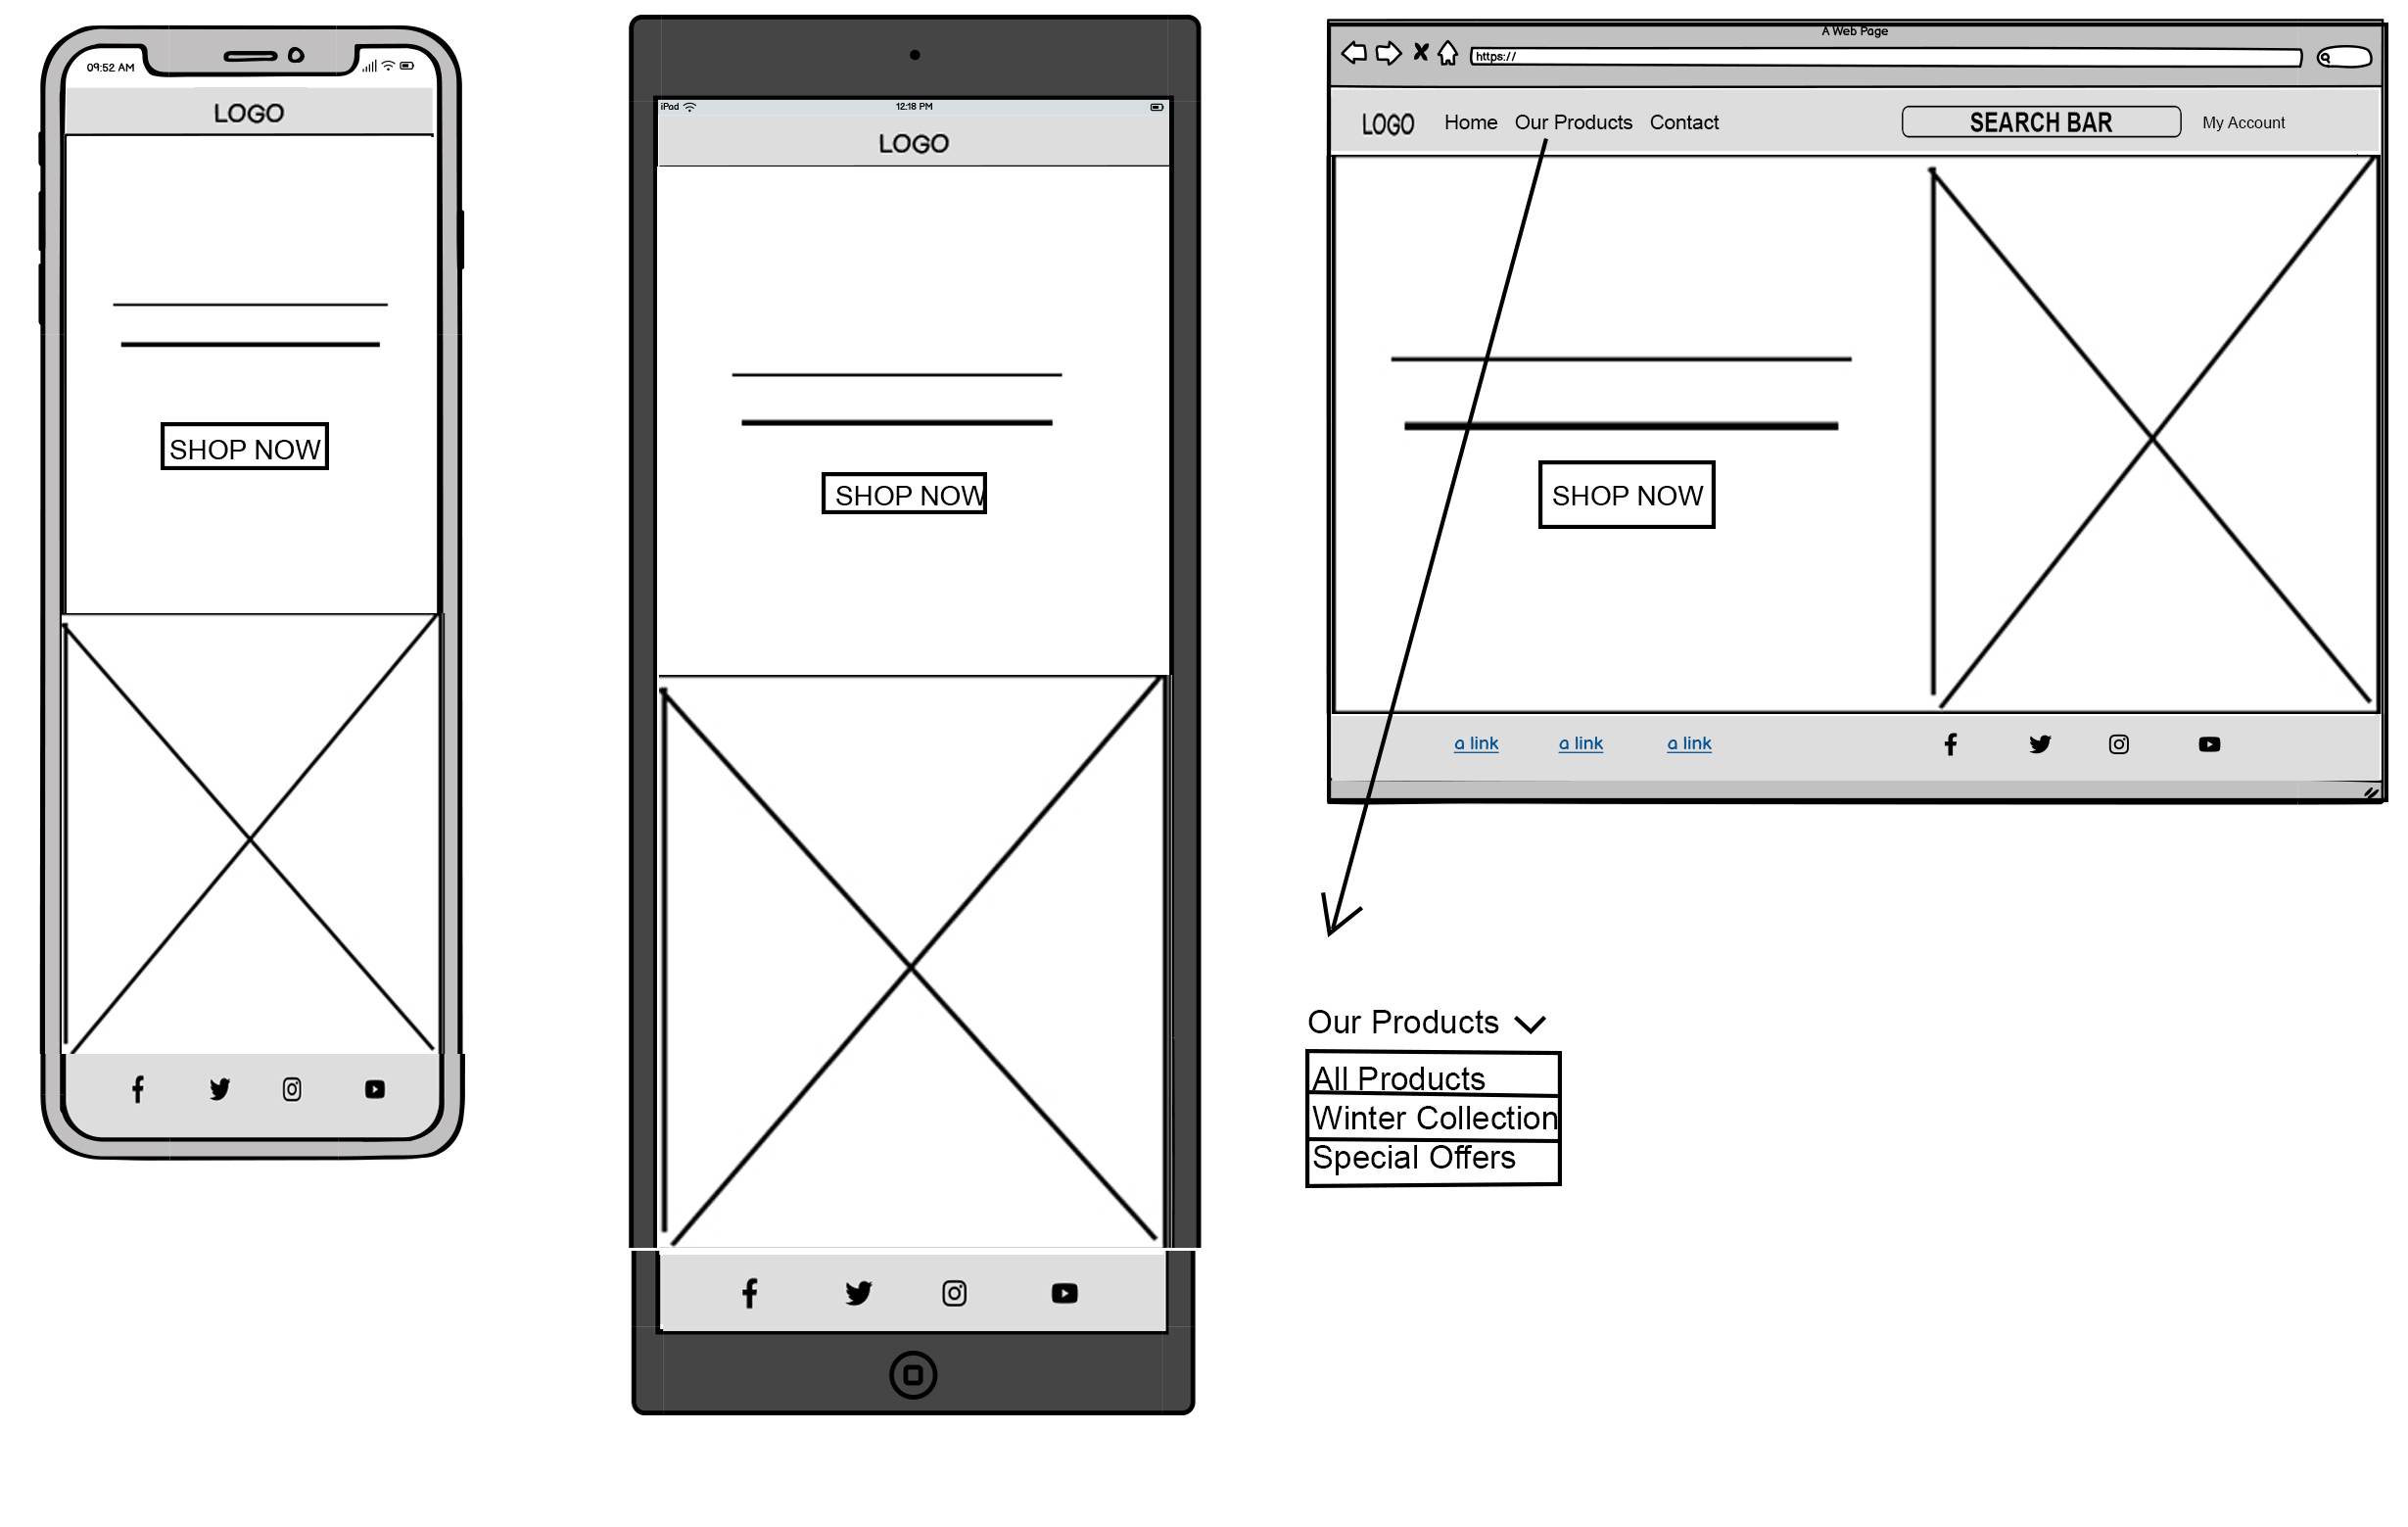 09:52 AM
LOGO
SHOP NOW
iPad
12:18 PM
LOGO
SHOP NOW
A Web Page
https://
LOGO Home Our Products Contact SEARCH BAR My Account
SHOP NOW
a link a link a link
Our Products
All Products
Winter Collection
Special Offers